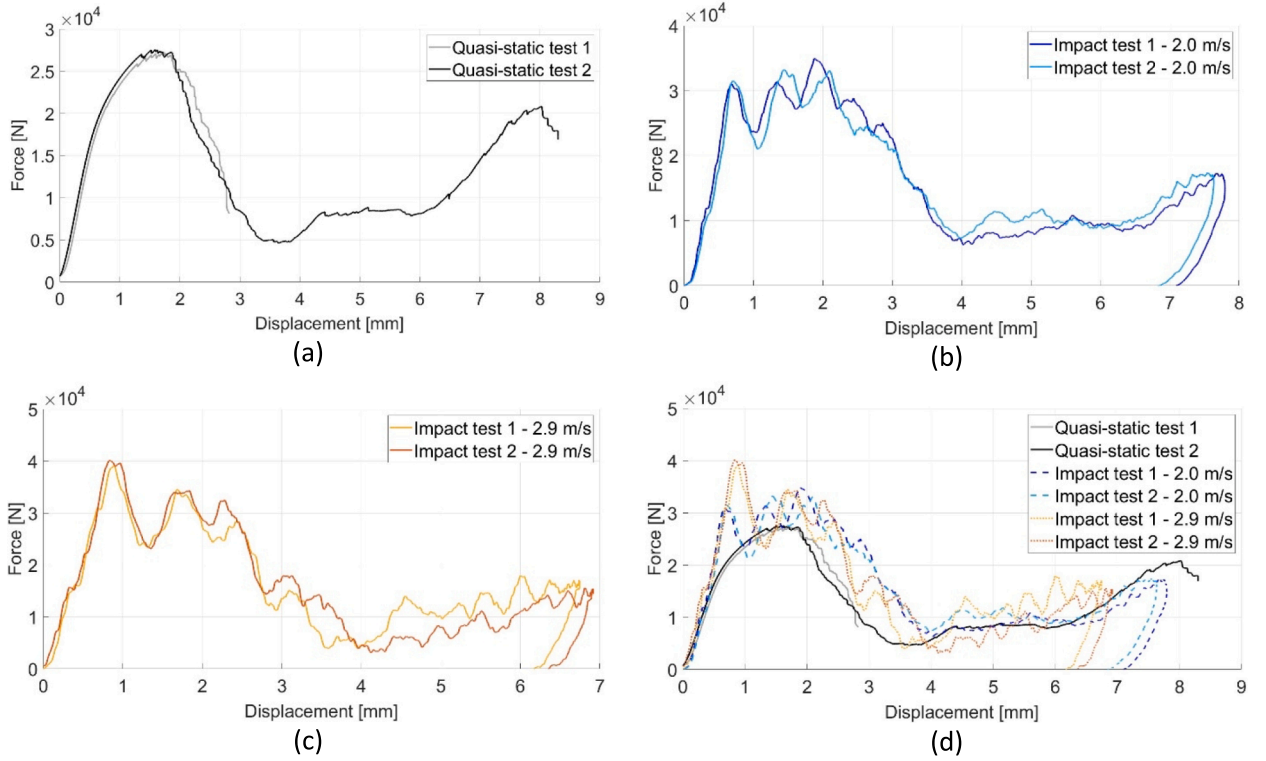 ×10⁴
3
2.5
2
1.5
1
0.5
0
Force [N]
Quasi-static test 1
Quasi-static test 2
0 1 2 3 4 5 6 7 8 9
Displacement [mm]
(a)
×10⁴
4
3
2
1
0
Force [N]
Impact test 1 - 2.0 m/s
Impact test 2 - 2.0 m/s
0 1 2 3 4 5 6 7 8
Displacement [mm]
(b)
×10⁴
5
4
3
2
1
0
Force [N]
Impact test 1 - 2.9 m/s
Impact test 2 - 2.9 m/s
0 1 2 3 4 5 6 7
Displacement [mm]
(c)
×10⁴
5
4
3
2
1
0
Force [N]
Quasi-static test 1
Quasi-static test 2
Impact test 1 - 2.0 m/s
Impact test 2 - 2.0 m/s
Impact test 1 - 2.9 m/s
Impact test 2 - 2.9 m/s
0 1 2 3 4 5 6 7 8 9
Displacement [mm]
(d)